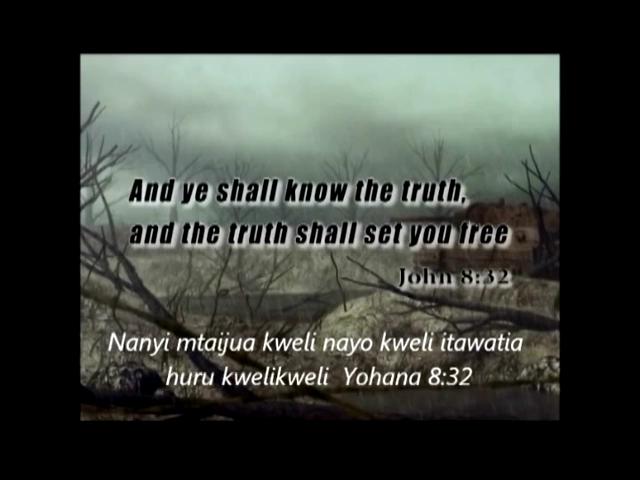 And ye shall know the truth,
and the truth shall set you free
John 8:32
Nanyi mtaijua kweli nayo kweli itawatia
huru kwelikweli  Yohana 8:32